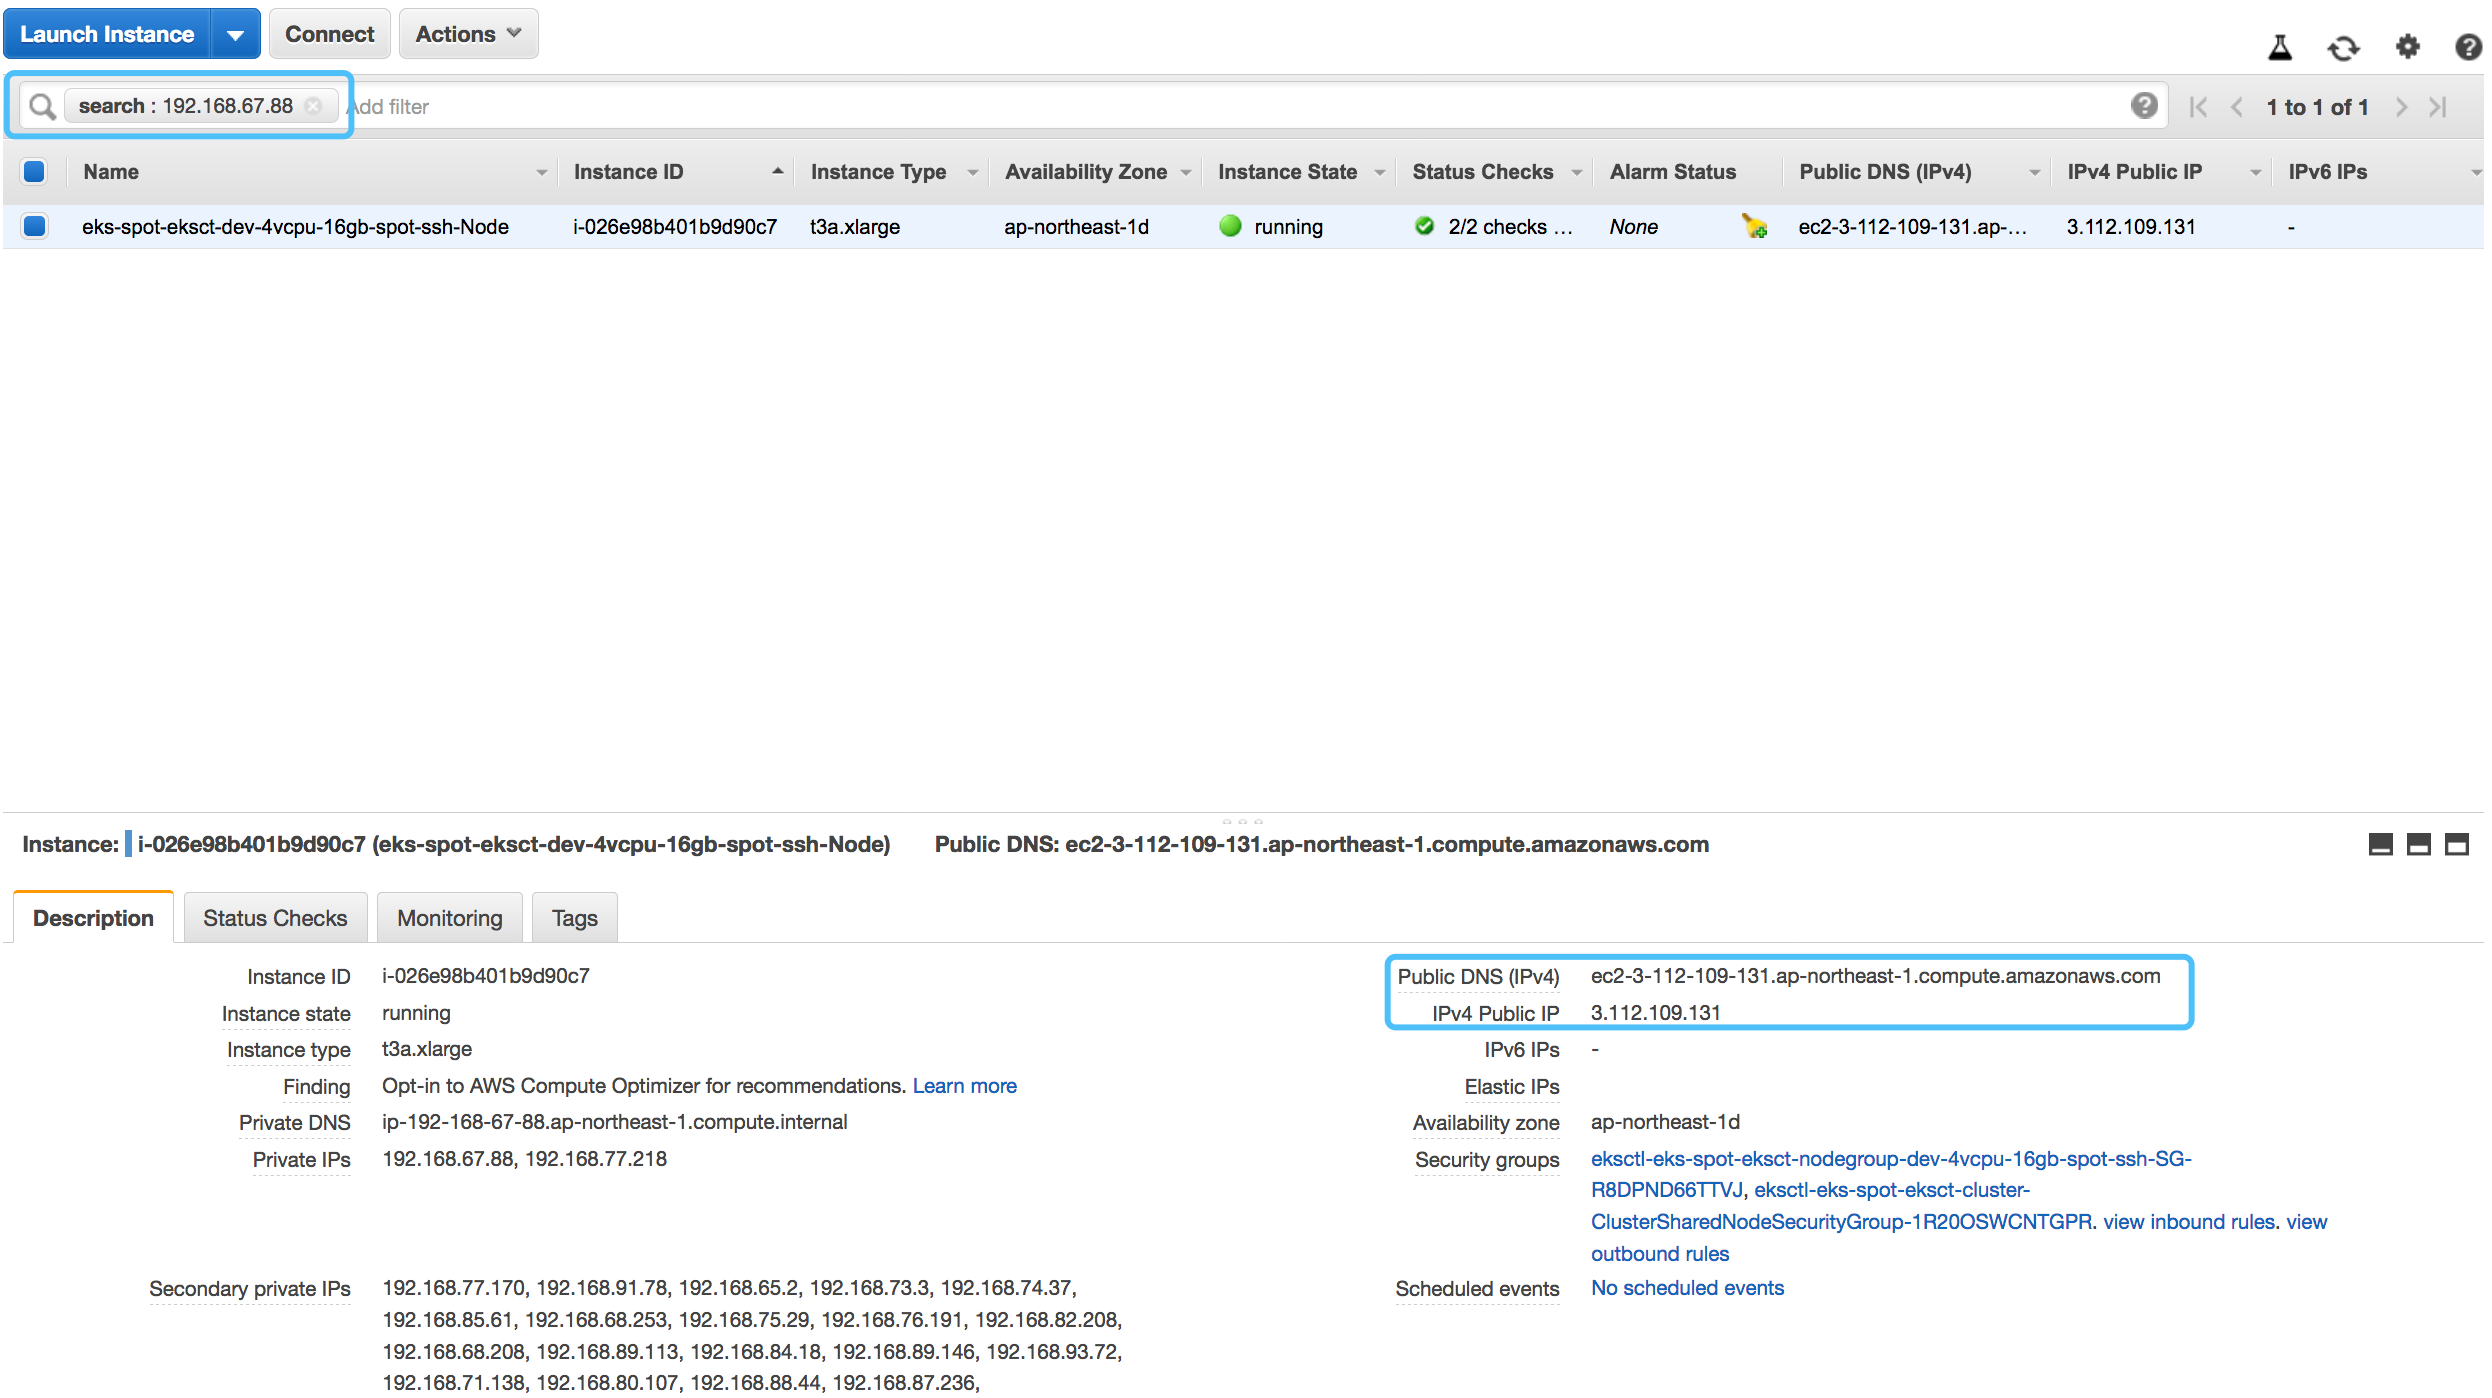 Launch Instance Connect Actions
search : 192.168.67.88 Add filter 1 to 1 of 1
Name Instance ID Instance Type Availability Zone Instance State Status Checks Alarm Status Public DNS (IPv4) IPv4 Public IP IPv6 IPs
eks-spot-eksct-dev-4vcpu-16gb-spot-ssh-Node i-026e98b401b9d90c7 t3a.xlarge ap-northeast-1d running 2/2 checks ... None ec2-3-112-109-131.ap-... 3.112.109.131 -
Instance: i-026e98b401b9d90c7 (eks-spot-eksct-dev-4vcpu-16gb-spot-ssh-Node) Public DNS: ec2-3-112-109-131.ap-northeast-1.compute.amazonaws.com
Description Status Checks Monitoring Tags
Instance ID i-026e98b401b9d90c7
Instance state running
Instance type t3a.xlarge
Finding Opt-in to AWS Compute Optimizer for recommendations. Learn more
Private DNS ip-192-168-67-88.ap-northeast-1.compute.internal
Private IPs 192.168.67.88, 192.168.77.218
Secondary private IPs 192.168.77.170, 192.168.91.78, 192.168.65.2, 192.168.73.3, 192.168.74.37,
192.168.85.61, 192.168.68.253, 192.168.75.29, 192.168.76.191, 192.168.82.208,
192.168.68.208, 192.168.89.113, 192.168.84.18, 192.168.89.146, 192.168.93.72,
192.168.71.138, 192.168.80.107, 192.168.88.44, 192.168.87.236,
Public DNS (IPv4) ec2-3-112-109-131.ap-northeast-1.compute.amazonaws.com
IPv4 Public IP 3.112.109.131
IPv6 IPs -
Elastic IPs
Availability zone ap-northeast-1d
Security groups eksctl-eks-spot-eksct-nodegroup-dev-4vcpu-16gb-spot-ssh-SG-
R8DPND66TTVJ, eksctl-eks-spot-eksct-cluster-
ClusterSharedNodeSecurityGroup-1R20OSWCNTGPR. view inbound rules. view
outbound rules
Scheduled events No scheduled events